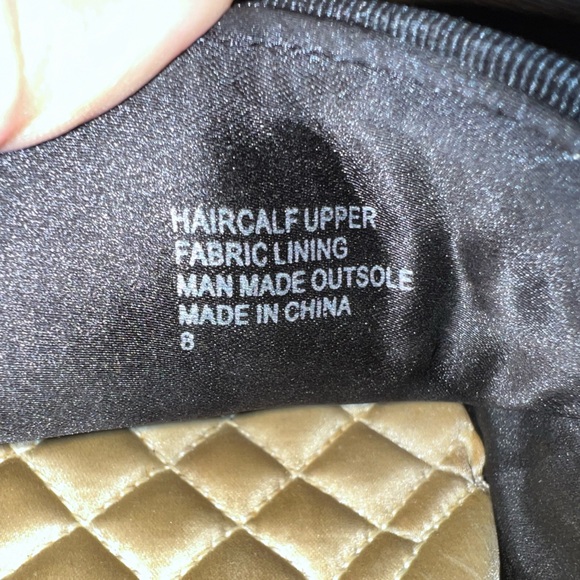 HAIRCALF UPPER
FABRIC LINING
MAN MADE OUTSOLE
MADE IN CHINA
8